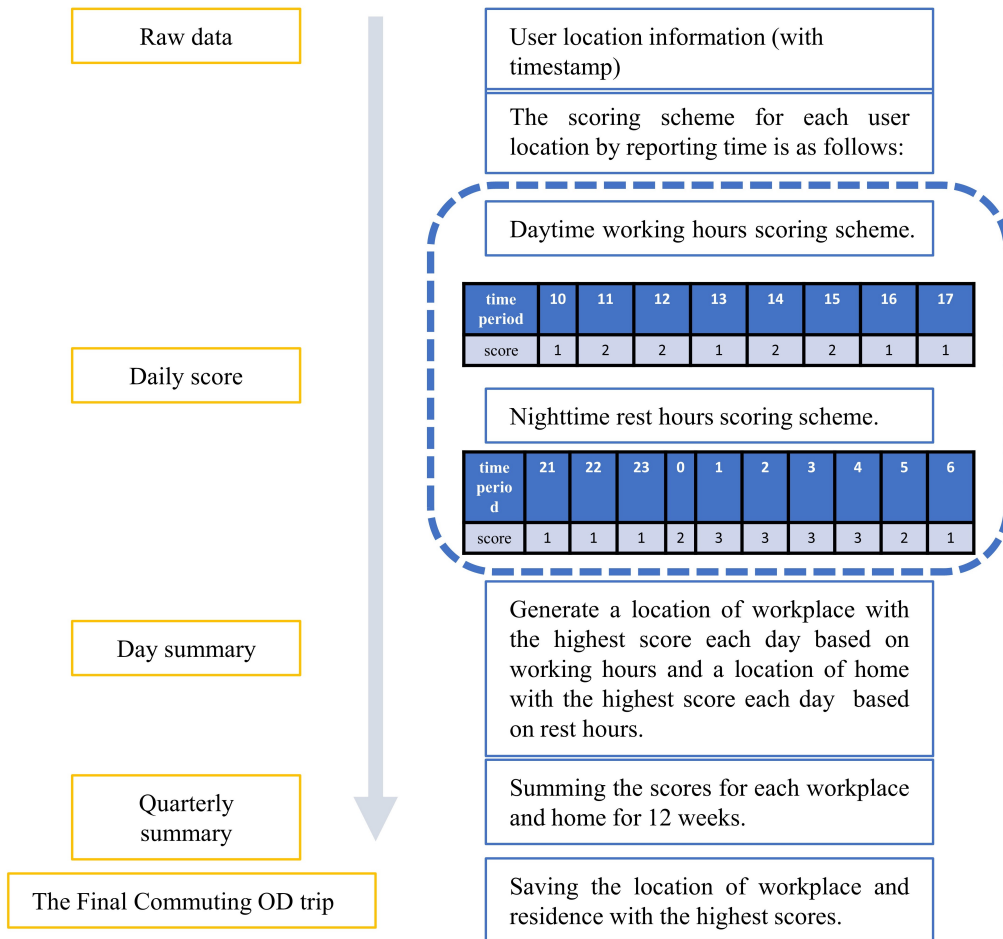 Raw data
User location information (with
timestamp)
The scoring scheme for each user
location by reporting time is as follows:
Daytime working hours scoring scheme.
time period 10 11 12 13 14 15 16 17
score 1 2 2 1 2 2 1 1
Daily score
Nighttime rest hours scoring scheme.
time perio d 21 22 23 0 1 2 3 4 5 6
score 1 1 1 2 3 3 3 3 2 1
Day summary
Generate a location of workplace with
the highest score each day based on
working hours and a location of home
with the highest score each day based
on rest hours.
Quarterly
summary
Summing the scores for each workplace
and home for 12 weeks.
The Final Commuting OD trip
Saving the location of workplace and
residence with the highest scores.